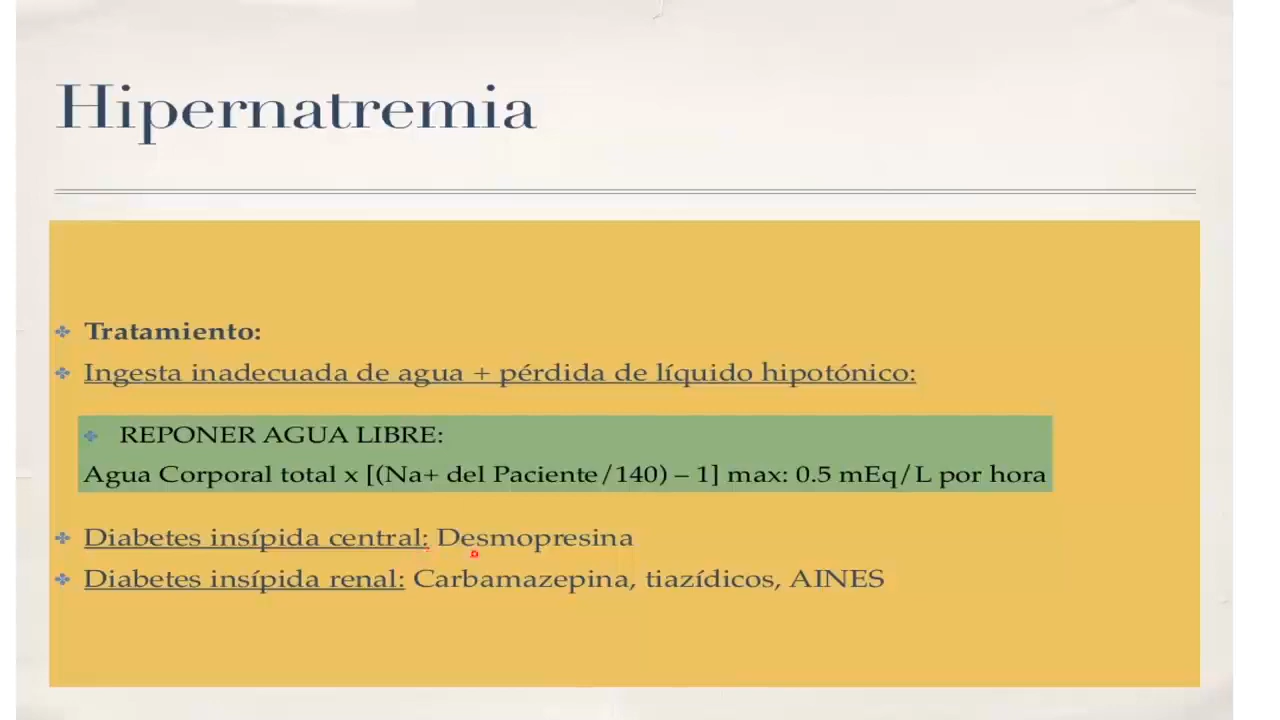 Hipernatremia
Tratamiento:
Ingesta inadecuada de agua + pérdida de líquido hipotónico:
REPONER AGUA LIBRE:
Agua Corporal total x [(Na+ del Paciente/140) – 1] max: 0.5 mEq/L por hora
Diabetes insípida central: Desmopresina
Diabetes insípida renal: Carbamazepina, tiazídicos, AINES